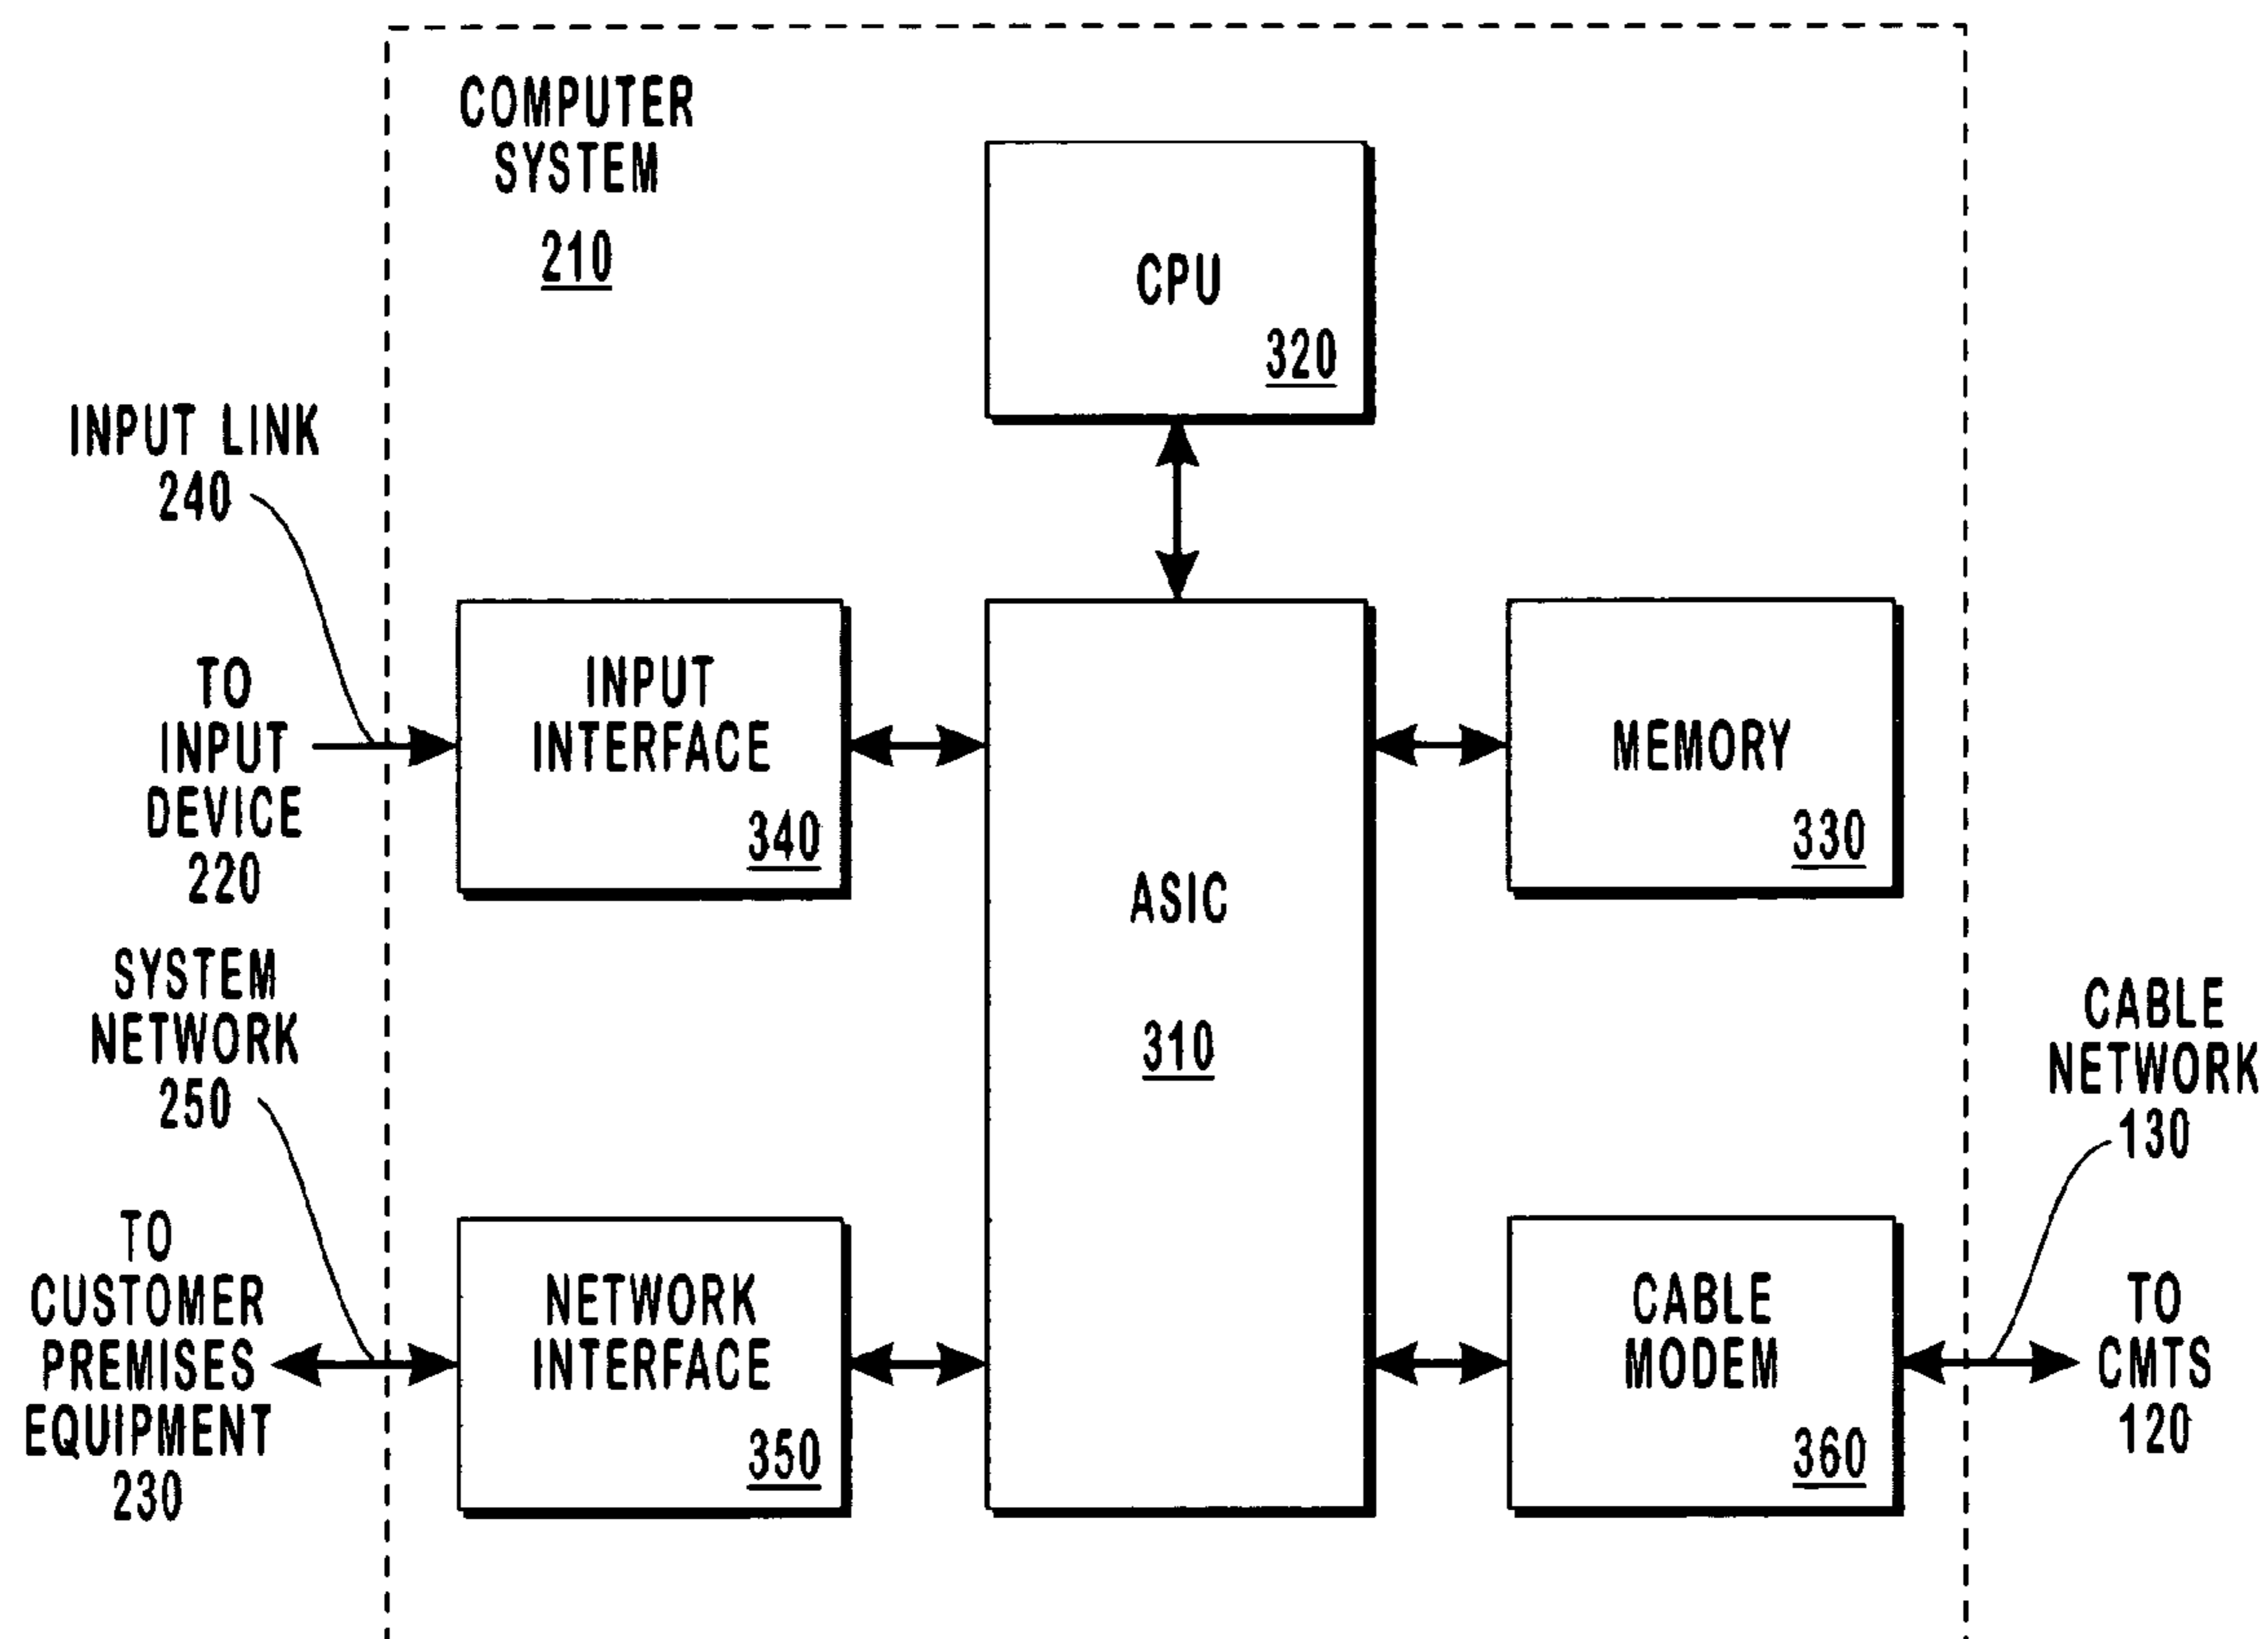 COMPUTER
SYSTEM
210
CPU
320
INPUT LINK
240
TO
INPUT
DEVICE
220
INPUT
INTERFACE
340
MEMORY
330
ASIC
310
SYSTEM
NETWORK
250
CABLE
NETWORK
130
TO
CUSTOMER
PREMISES
EQUIPMENT
230
NETWORK
INTERFACE
350
CABLE
MODEM
360
TO
CMTS
120